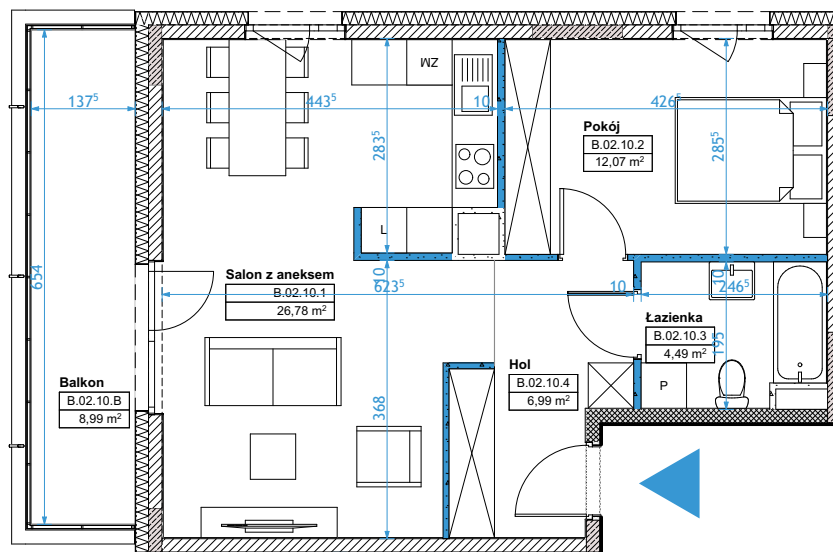 137⁵
443⁵
10
426⁵
ZM
283⁵
285⁵
Pokój
B.02.10.2
12,07 m²
L
654
Salon z aneksem
B.02.10.1
26,78 m²
10
623⁵
10
10
246⁵
Łazienka
B.02.10.3
4,49 m²
195
Hol
B.02.10.4
6,99 m²
P
Balkon
B.02.10.B
8,99 m²
368